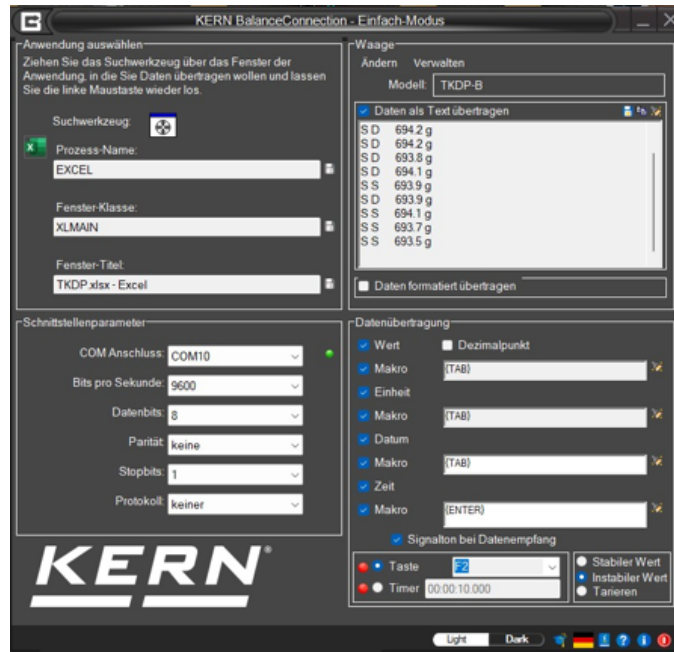 KERN BalanceConnection - Einfach-Modus
Anwendung auswählen
Ziehen Sie das Suchwerkzeug über das Fenster der
Anwendung, in die Sie Daten übertragen wollen und lassen
Sie die linke Maustaste wieder los.
Suchwerkzeug:
Prozess-Name:
EXCEL
Fenster-Klasse:
XLMAIN
Fenster-Titel:
TKDP.xlsx - Excel
Waage
Ändern Verwalten
Modell: TKDP-B
Daten als Text übertragen
S D 694.2 g
S D 694.2 g
S D 693.8 g
S D 694.1 g
S S 693.9 g
S D 693.9 g
S S 694.1 g
S S 693.7 g
S S 693.5 g
Daten formatiert übertragen
Schnittstellenparameter
COM Anschluss: COM10
Bits pro Sekunde: 9600
Datenbits: 8
Parität: keine
Stopbits: 1
Protokoll: keiner
KERN®
Datenübertragung
Wert Dezimalpunkt
Makro {TAB}
Einheit
Makro {TAB}
Datum
Makro {TAB}
Zeit
Makro {ENTER}
Signalton bei Datenempfang
Taste F2
Timer 00:00:10.000
Stabiler Wert
Instabiler Wert
Tarieren
Light Dark